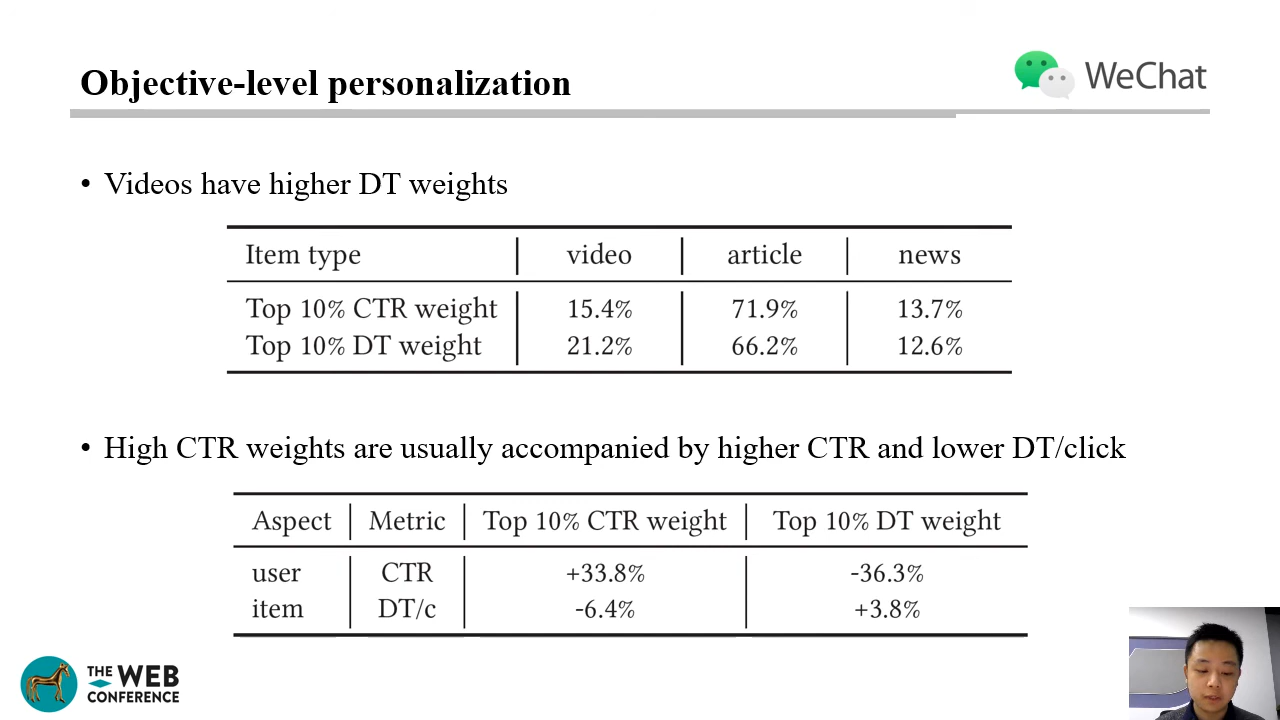 Objective-level personalization
WeChat
• Videos have higher DT weights
Item type video article news
Top 10% CTR weight 15.4% 71.9% 13.7%
Top 10% DT weight 21.2% 66.2% 12.6%
• High CTR weights are usually accompanied by higher CTR and lower DT/click
Aspect Metric Top 10% CTR weight Top 10% DT weight
user CTR +33.8% -36.3%
item DT/c -6.4% +3.8%
THE WEB
CONFERENCE